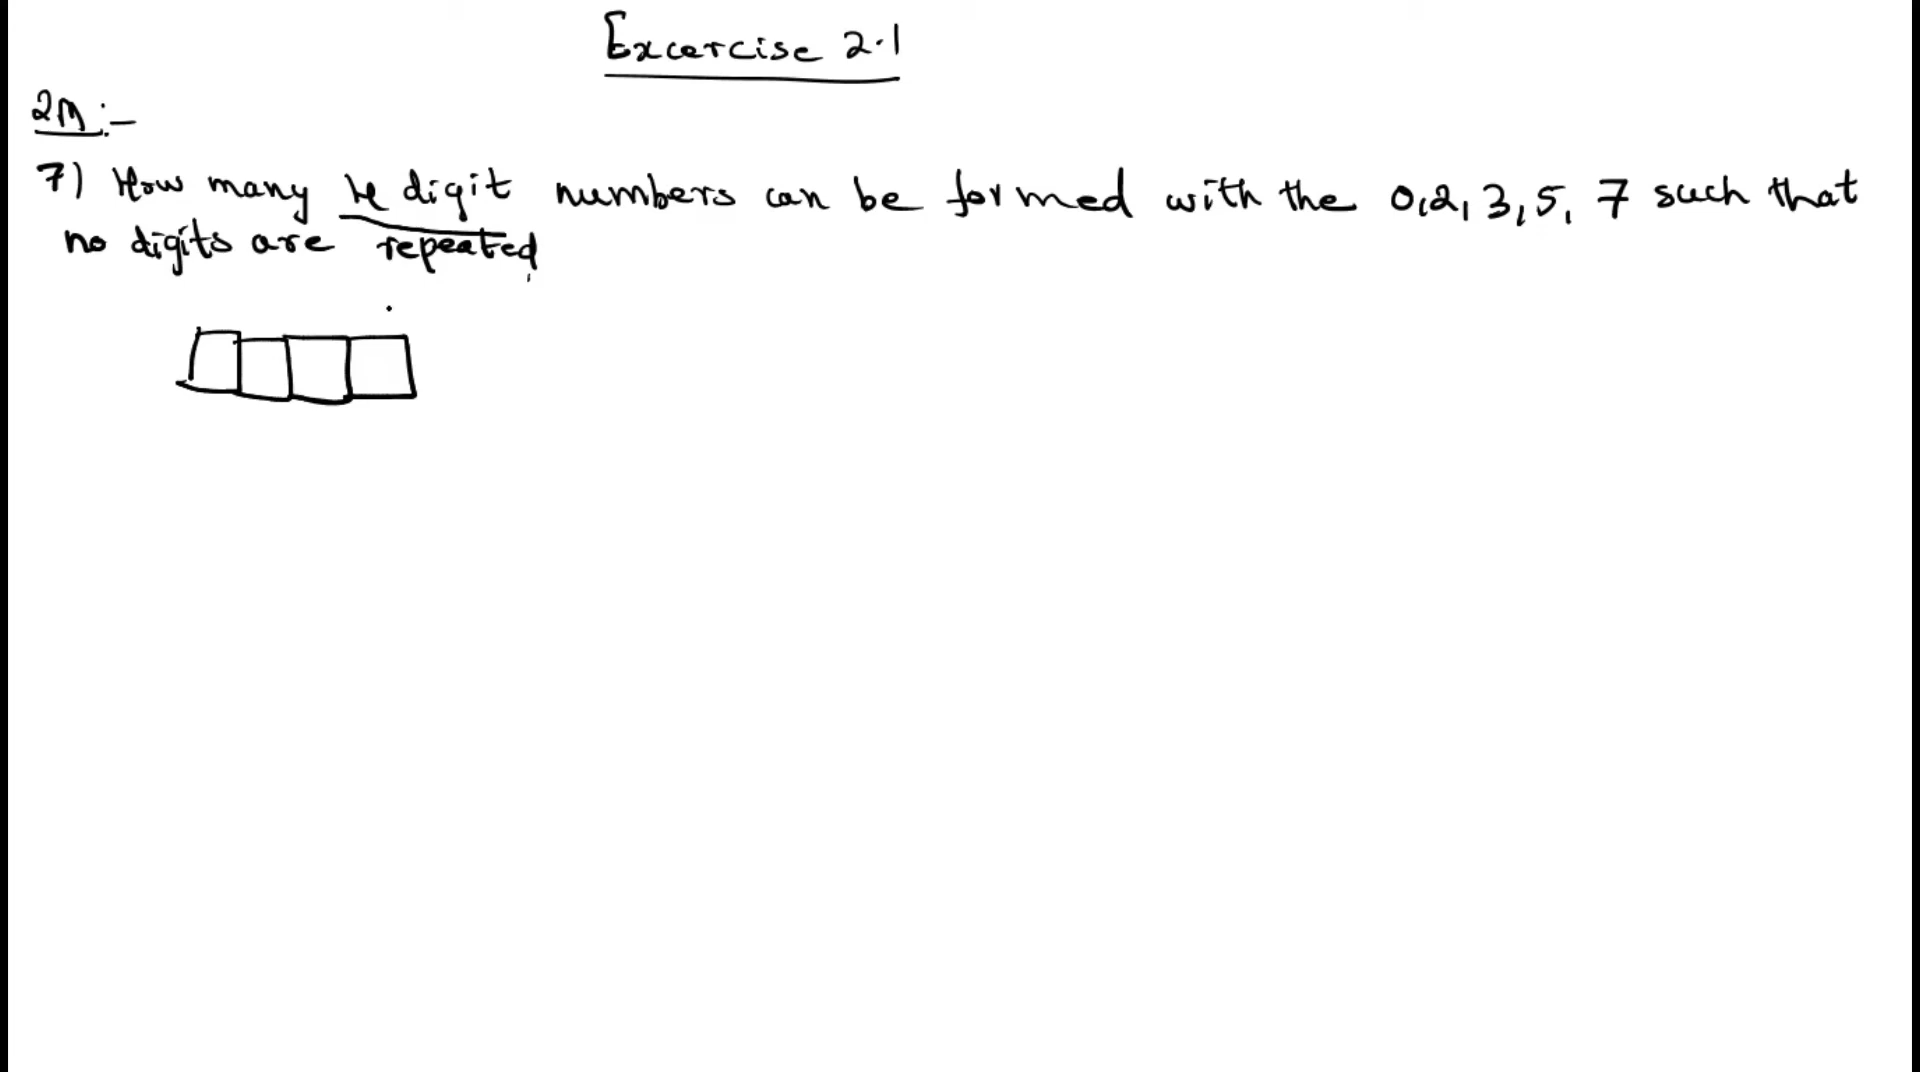 Excercise 2.1
2M:-
7) How many 4 digit numbers can be formed with the 0,2, 3, 5, 7 such that
no digits are repeated